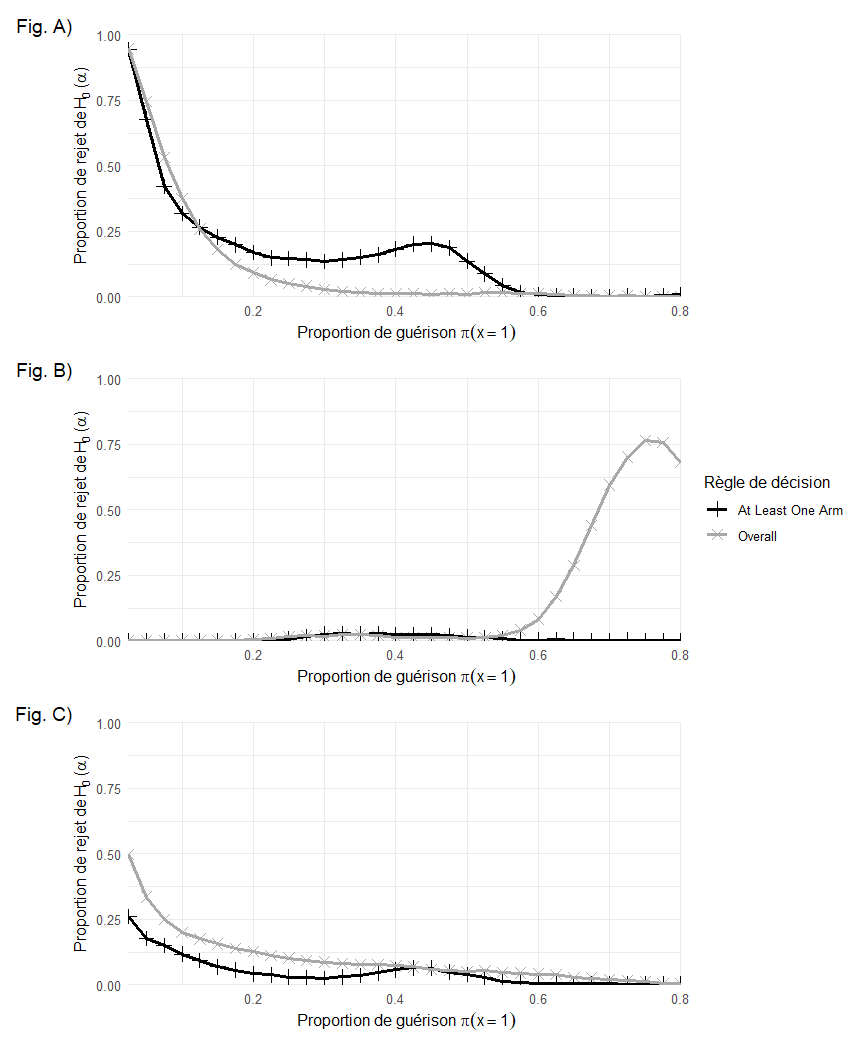 Fig. A)
Proportion de rejet de H0 (α)
1.00
0.75
0.50
0.25
0.00
0.2
0.4
0.6
0.8
Proportion de guérison π(x = 1)
Fig. B)
Proportion de rejet de H0 (α)
1.00
0.75
0.50
0.25
0.00
0.2
0.4
0.6
0.8
Proportion de guérison π(x = 1)
Règle de décision
At Least One Arm
Overall
Fig. C)
Proportion de rejet de H0 (α)
1.00
0.75
0.50
0.25
0.00
0.2
0.4
0.6
0.8
Proportion de guérison π(x = 1)